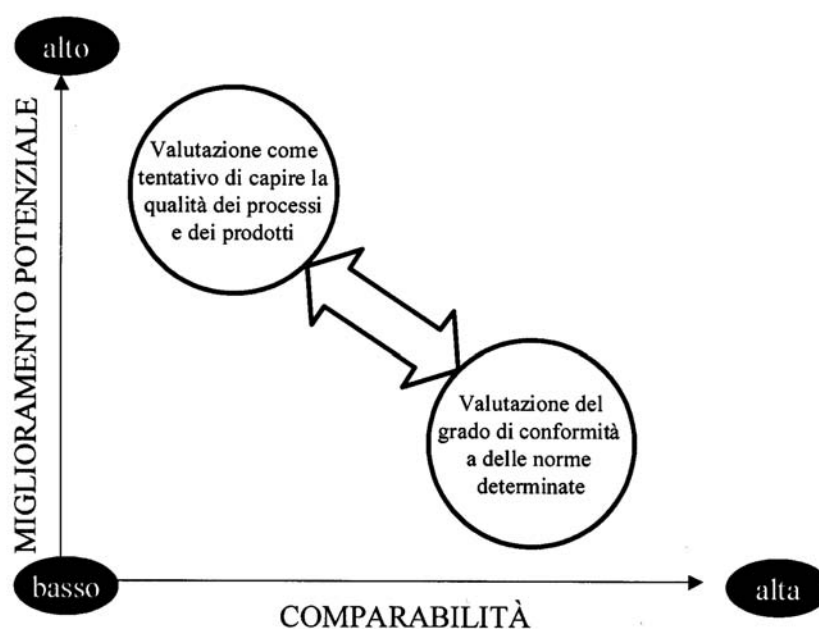 alto
MIGLIORAMENTO POTENZIALE
Valutazione come
tentativo di capire la
qualità dei processi
e dei prodotti
Valutazione del
grado di conformità
a delle norme
determinate
basso
alta
COMPARABILITÀ